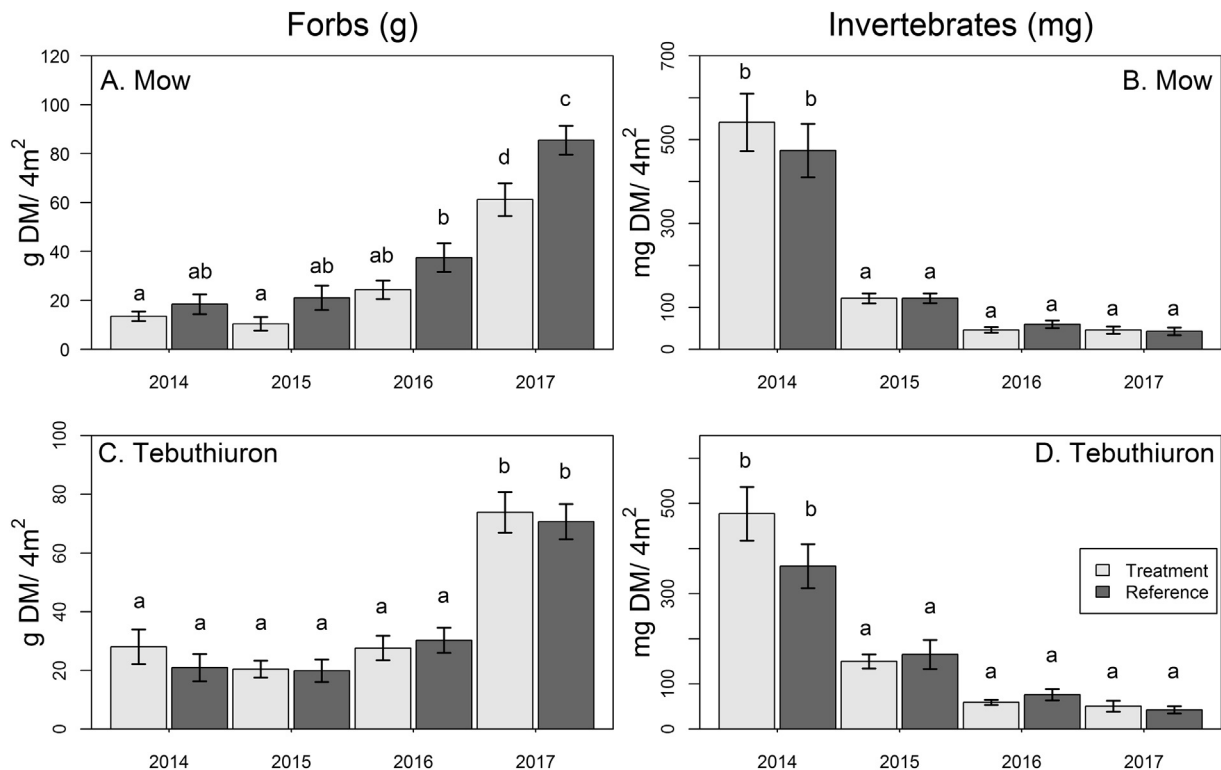 Forbs (g)
Invertebrates (mg)
A. Mow
g DM/ 4m²
120
100
80
60
40
20
0
a
ab
a
ab
ab
b
d
c
2014
2015
2016
2017
B. Mow
mg DM/ 4m²
700
500
300
100
0
b
b
a
a
a
a
a
a
2014
2015
2016
2017
C. Tebuthiuron
g DM/ 4m²
100
80
60
40
20
0
a
a
a
a
a
a
b
b
2014
2015
2016
2017
D. Tebuthiuron
mg DM/ 4m²
500
300
100
0
b
b
a
a
a
a
a
a
Treatment
Reference
2014
2015
2016
2017